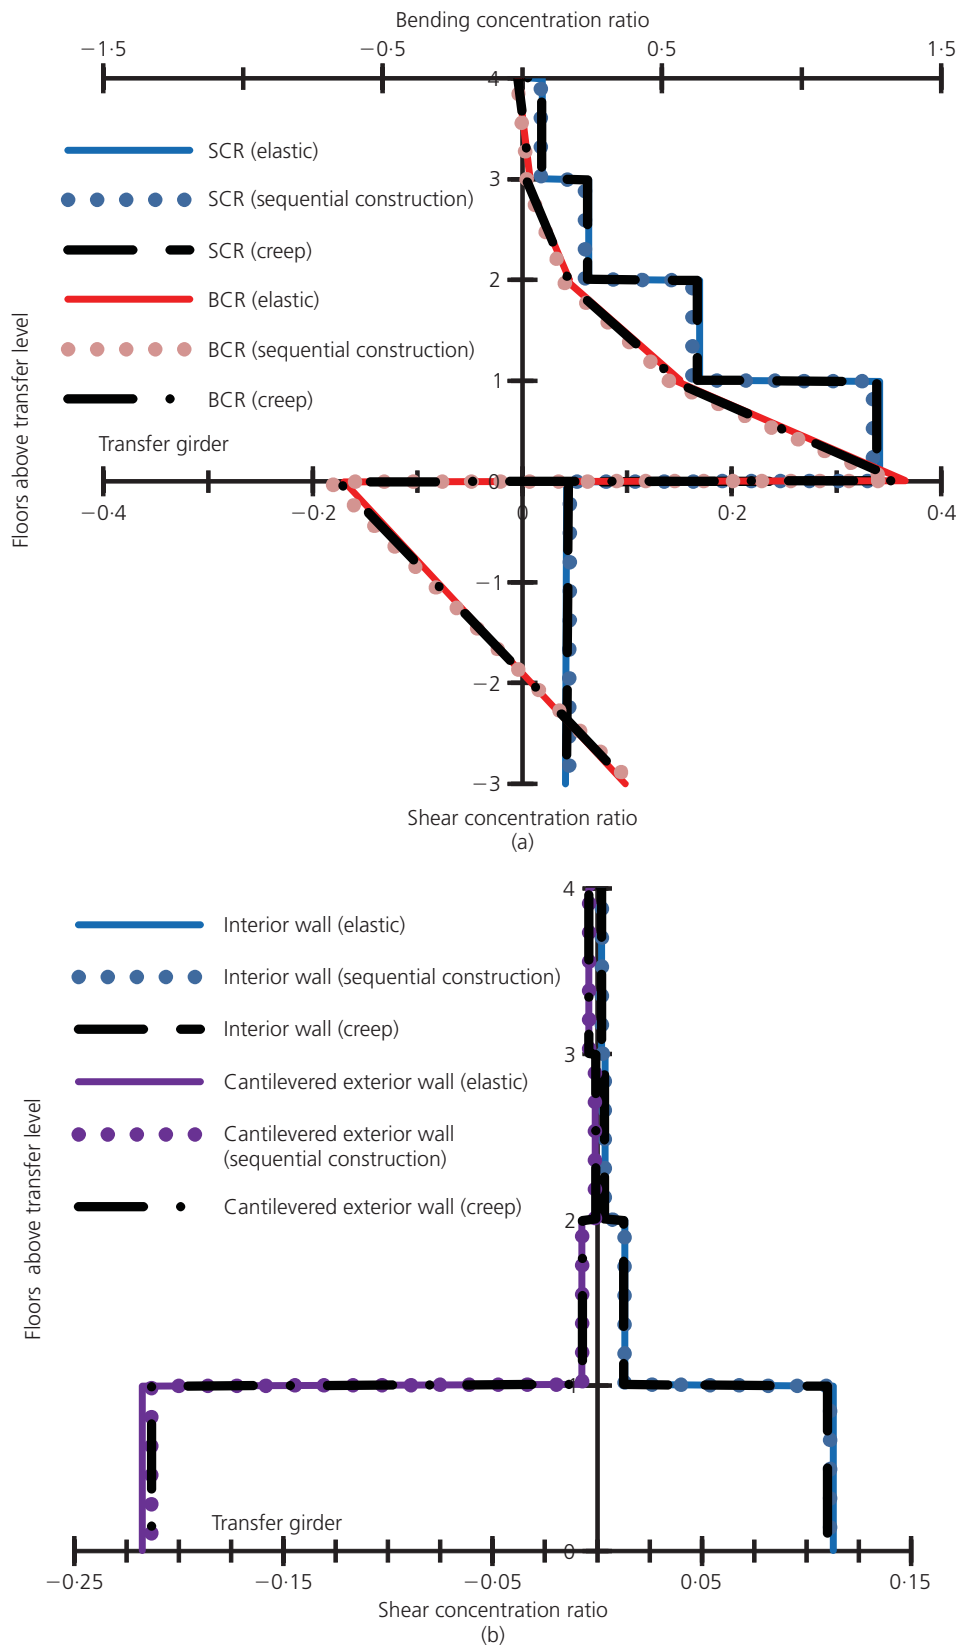 Bending concentration ratio
−1·5
−0·5
0·5
1·5
4
SCR (elastic)
SCR (sequential construction)
SCR (creep)
BCR (elastic)
BCR (sequential construction)
BCR (creep)
3
2
1
Floors above transfer level
Transfer girder
0
−0·4
−0·2
0
0·2
0·4
−1
−2
−3
Shear concentration ratio
(a)
4
Interior wall (elastic)
Interior wall (sequential construction)
Interior wall (creep)
Cantilevered exterior wall (elastic)
Cantilevered exterior wall
(sequential construction)
Cantilevered exterior wall (creep)
3
2
1
Floors above transfer level
Transfer girder
0
−0·25
−0·15
−0·05
0·05
0·15
Shear concentration ratio
(b)